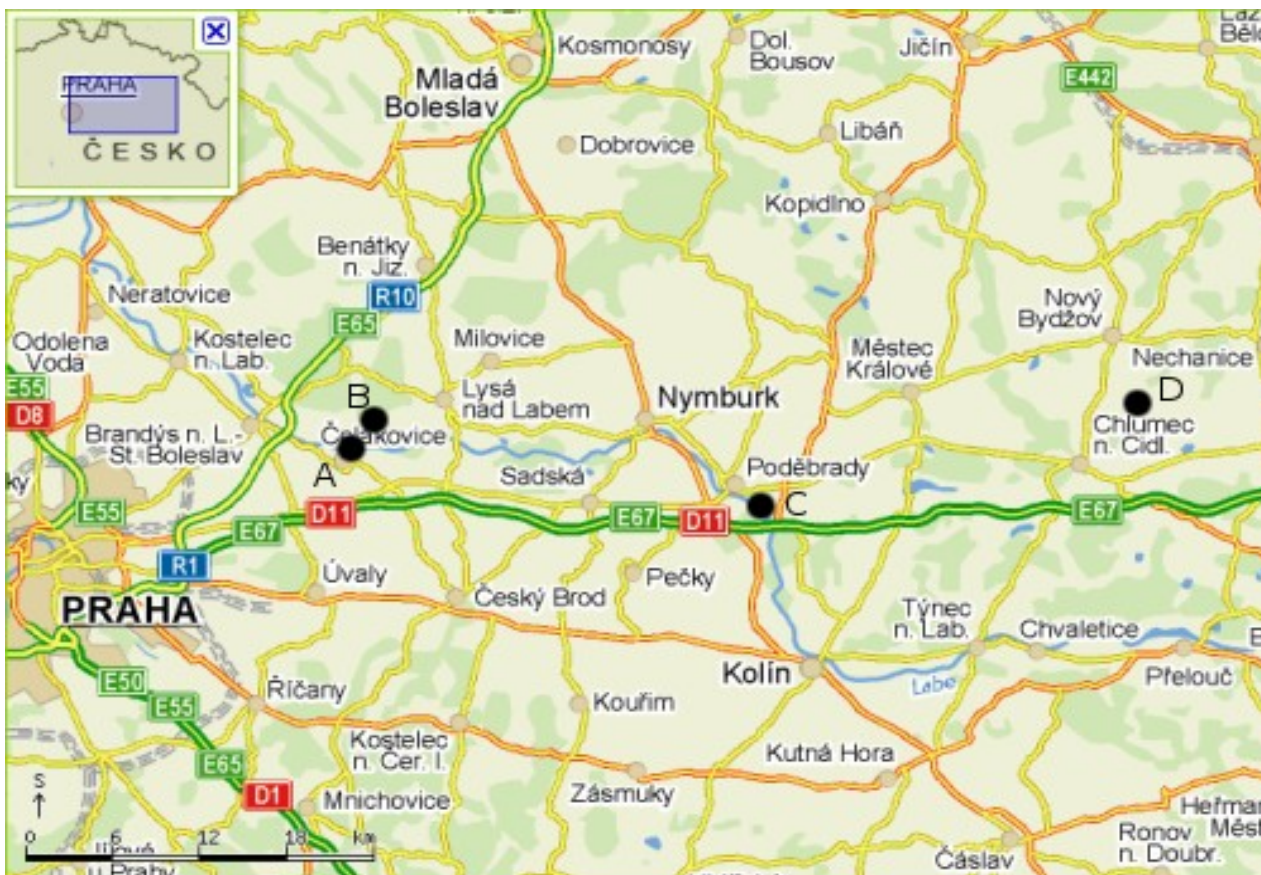 PRAHA
ČESKO
Kosmonosy
Dol.
Bousov
Jičín
E442
Mladá
Boleslav
Dobrovice
Libáň
Kopidlno
Benátky
n. Jiz.
R10
Neratovice
E65
Nový
Bydžov
Odolena
Voda
Kostelec
n. Lab.
Milovice
Městec
Králové
Nechanice
E55
D8
B
Lysá
nad Labem
Nymburk
D
Brandýs n. L.-
St. Boleslav
Čelákovice
Chlumec
n. Cidl.
A
Sadská
Poděbrady
C
E55
E67
D11
E67
D11
E67
R1
Úvaly
Český Brod
Pečky
PRAHA
Týnec
n. Lab.
Chvaletice
Přelouč
E50
Říčany
Kolín
Labe
E55
Kouřim
E65
Kostelec
n. Čer. l.
Kutná Hora
S
D1
Mnichovice
Zásmuky
0 6 12 18 km
Ronov
n. Doubr.
Čáslav